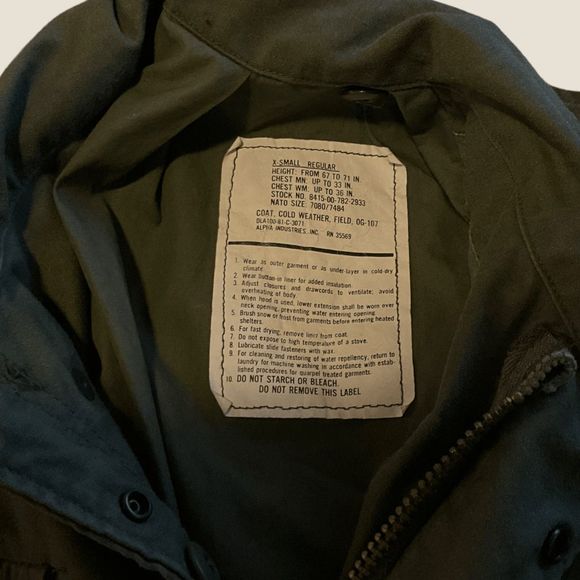 X-SMALL REGULAR
HEIGHT: FROM 67 TO 71 IN.
CHEST MN: UP TO 33 IN.
CHEST WM: UP TO 36 IN.
STOCK NO. 8415-00-782-2933
NATO SIZE: 7080/7484
COAT, COLD WEATHER, FIELD, OG-107
DLA100-81-C-3071
ALPHA INDUSTRIES, INC. RN 35569
1. Wear as outer garment or as under-layer in cold-dry
climate.
2. Wear button-in liner for added insulation.
3. Adjust closures, and drawcords to ventilate; avoid
overheating of body.
4. When hood is used, lower extension shall be worn over
neck opening, preventing water entering opening.
5. Brush snow or frost from garments before entering heated
shelters.
6. For fast drying, remove liner from coat.
7. Do not expose to high temperature of a stove.
8. Lubricate slide fasteners with wax.
9. For cleaning and restoring of water repellency, return to
laundry for machine washing in accordance with estab-
lished procedures for quarpel treated garments.
10. DO NOT STARCH OR BLEACH.
DO NOT REMOVE THIS LABEL